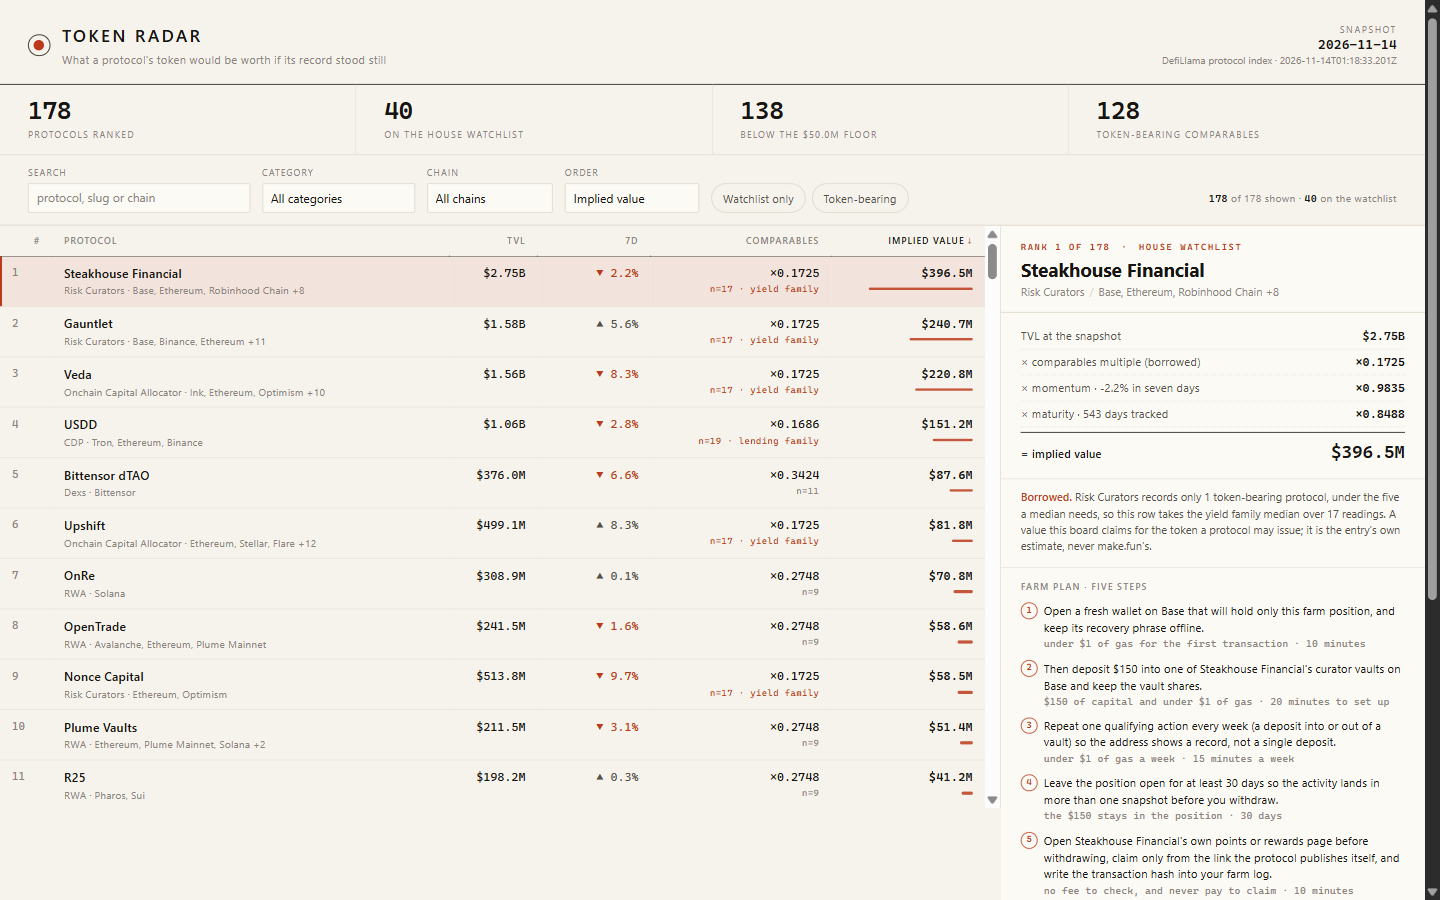 TOKEN RADAR
What a protocol's token would be worth if its record stood still
SNAPSHOT
2026-11-14
DefiLlama protocol index · 2026-11-14T01:18:33.201Z
178
PROTOCOLS RANKED
40
ON THE HOUSE WATCHLIST
138
BELOW THE $50.0M FLOOR
128
TOKEN-BEARING COMPARABLES
SEARCH
protocol, slug or chain
CATEGORY
All categories
CHAIN
All chains
ORDER
Implied value
Watchlist only
Token-bearing
178 of 178 shown · 40 on the watchlist
# PROTOCOL TVL 7D COMPARABLES IMPLIED VALUE ↓
1 Steakhouse Financial $2.75B ▼ 2.2% ×0.1725 $396.5M
Risk Curators · Base, Ethereum, Robinhood Chain +8 n=17 · yield family
2 Gauntlet $1.58B ▲ 5.6% ×0.1725 $240.7M
Risk Curators · Base, Binance, Ethereum +11 n=17 · yield family
3 Veda $1.56B ▼ 8.3% ×0.1725 $220.8M
Onchain Capital Allocator · Ink, Ethereum, Optimism +10 n=17 · yield family
4 USDD $1.06B ▼ 2.8% ×0.1686 $151.2M
CDP · Tron, Ethereum, Binance n=19 · lending family
5 Bittensor dTAO $376.0M ▼ 6.6% ×0.3424 $87.6M
Dexs · Bittensor n=11
6 Upshift $499.1M ▲ 8.3% ×0.1725 $81.8M
Onchain Capital Allocator · Ethereum, Stellar, Flare +12 n=17 · yield family
7 OnRe $308.9M ▲ 0.1% ×0.2748 $70.8M
RWA · Solana n=9
8 OpenTrade $241.5M ▼ 1.6% ×0.2748 $58.6M
RWA · Avalanche, Ethereum, Plume Mainnet n=9
9 Nonce Capital $513.8M ▼ 9.7% ×0.1725 $58.5M
Risk Curators · Ethereum, Optimism n=17 · yield family
10 Plume Vaults $211.5M ▼ 3.1% ×0.2748 $51.4M
RWA · Ethereum, Plume Mainnet, Solana +2 n=9
11 R25 $198.2M ▲ 0.3% ×0.2748 $41.2M
RWA · Pharos, Sui n=9
RANK 1 OF 178 · HOUSE WATCHLIST
Steakhouse Financial
Risk Curators / Base, Ethereum, Robinhood Chain +8
TVL at the snapshot $2.75B
× comparables multiple (borrowed) ×0.1725
× momentum · -2.2% in seven days ×0.9835
× maturity · 543 days tracked ×0.8488
= implied value $396.5M
Borrowed. Risk Curators records only 1 token-bearing protocol, under the five
a median needs, so this row takes the yield family median over 17 readings. A
value this board claims for the token a protocol may issue; it is the entry's own
estimate, never make.fun's.
FARM PLAN · FIVE STEPS
1 Open a fresh wallet on Base that will hold only this farm position, and
keep its recovery phrase offline.
under $1 of gas for the first transaction · 10 minutes
2 Then deposit $150 into one of Steakhouse Financial's curator vaults on
Base and keep the vault shares.
$150 of capital and under $1 of gas · 20 minutes to set up
3 Repeat one qualifying action every week (a deposit into or out of a
vault) so the address shows a record, not a single deposit.
under $1 of gas a week · 15 minutes a week
4 Leave the position open for at least 30 days so the activity lands in
more than one snapshot before you withdraw.
the $150 stays in the position · 30 days
5 Open Steakhouse Financial's own points or rewards page before
withdrawing, claim only from the link the protocol publishes itself, and
write the transaction hash into your farm log.
no fee to check, and never pay to claim · 10 minutes